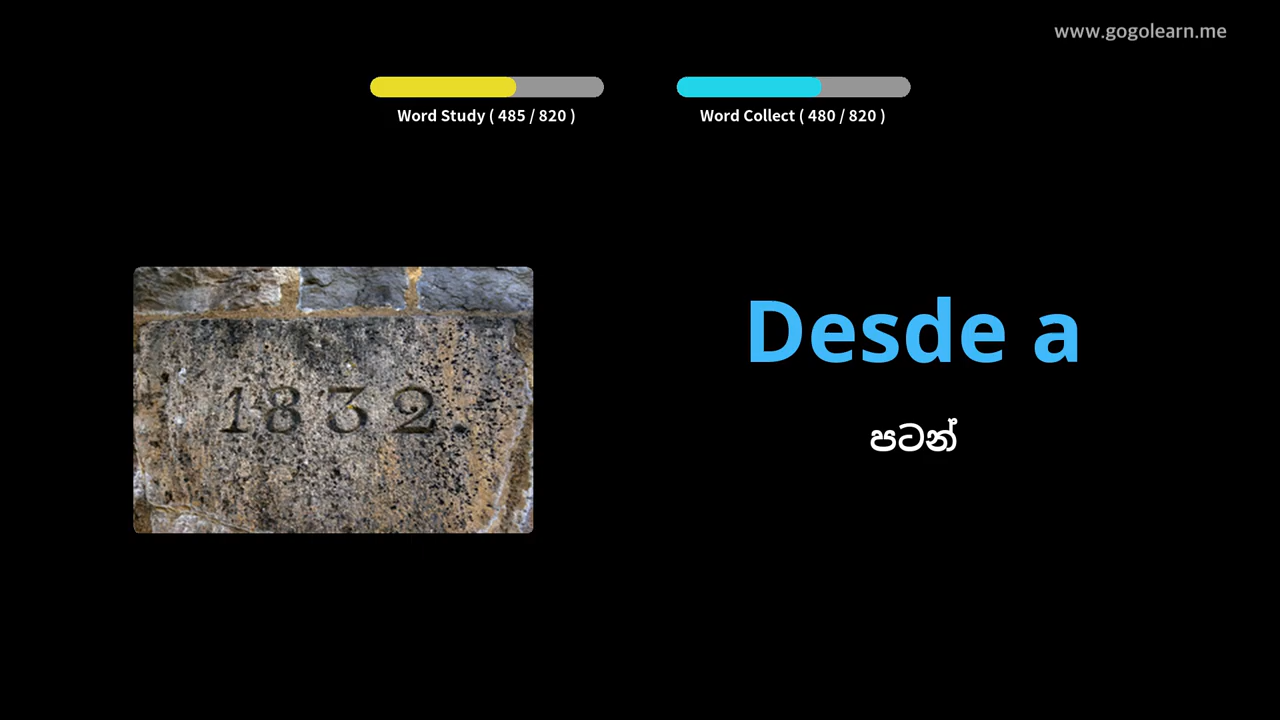 www.gogolearn.me
Word Study ( 485 / 820 )
Word Collect ( 480 / 820 )
1832.
Desde a
පටන්